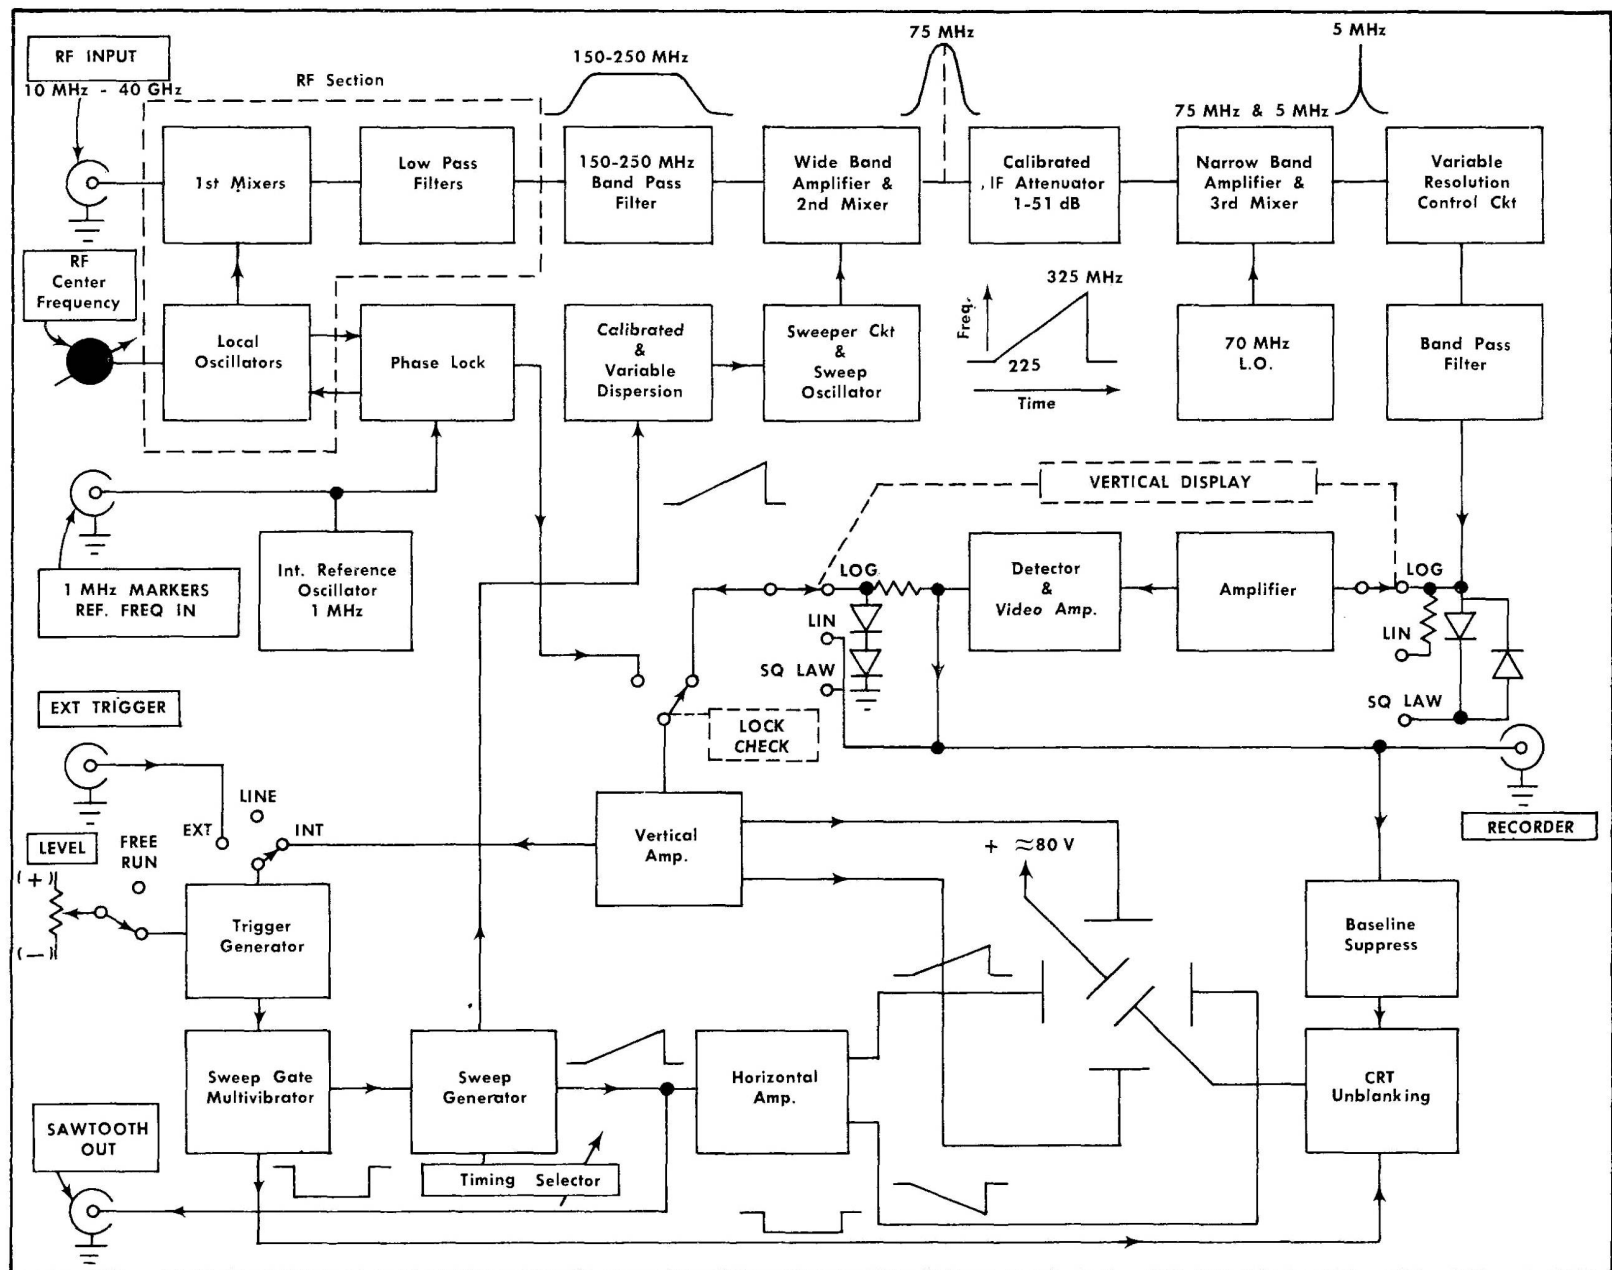 RF INPUT
10 MHz - 40 GHz
RF Section
150-250 MHz
75 MHz
5 MHz
75 MHz & 5 MHz
1st Mixers
Low Pass
Filters
150-250 MHz
Band Pass
Filter
Wide Band
Amplifier &
2nd Mixer
Calibrated
IF Attenuator
1-51 dB
Narrow Band
Amplifier &
3rd Mixer
Variable
Resolution
Control Ckt
RF
Center
Frequency
Local
Oscillators
Phase Lock
Calibrated
&
Variable
Dispersion
Sweeper Ckt
&
Sweep
Oscillator
Freq.
325 MHz
225
Time
70 MHz
L.O.
Band Pass
Filter
VERTICAL DISPLAY
1 MHz MARKERS
REF. FREQ IN
Int. Reference
Oscillator
1 MHz
LOG
LIN
SQ LAW
Detector
&
Video Amp.
Amplifier
LOG
LIN
SQ LAW
LOCK
CHECK
EXT TRIGGER
LINE
EXT
INT
LEVEL
FREE
RUN
(+)
(-)
Trigger
Generator
Vertical
Amp.
+ ≈80 V
RECORDER
Baseline
Suppress
Sweep Gate
Multivibrator
Sweep
Generator
Horizontal
Amp.
CRT
Unblanking
SAWTOOTH
OUT
Timing Selector